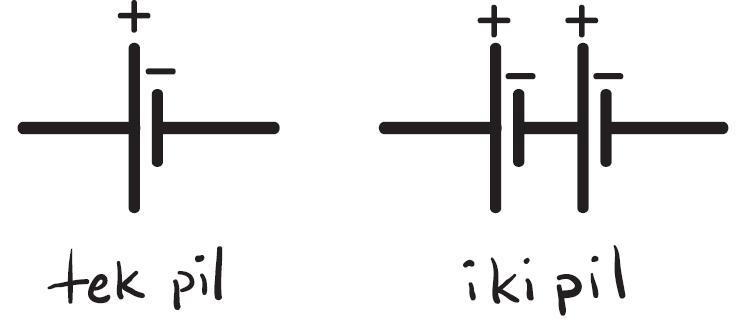 + − + − + −
tek pil iki pil